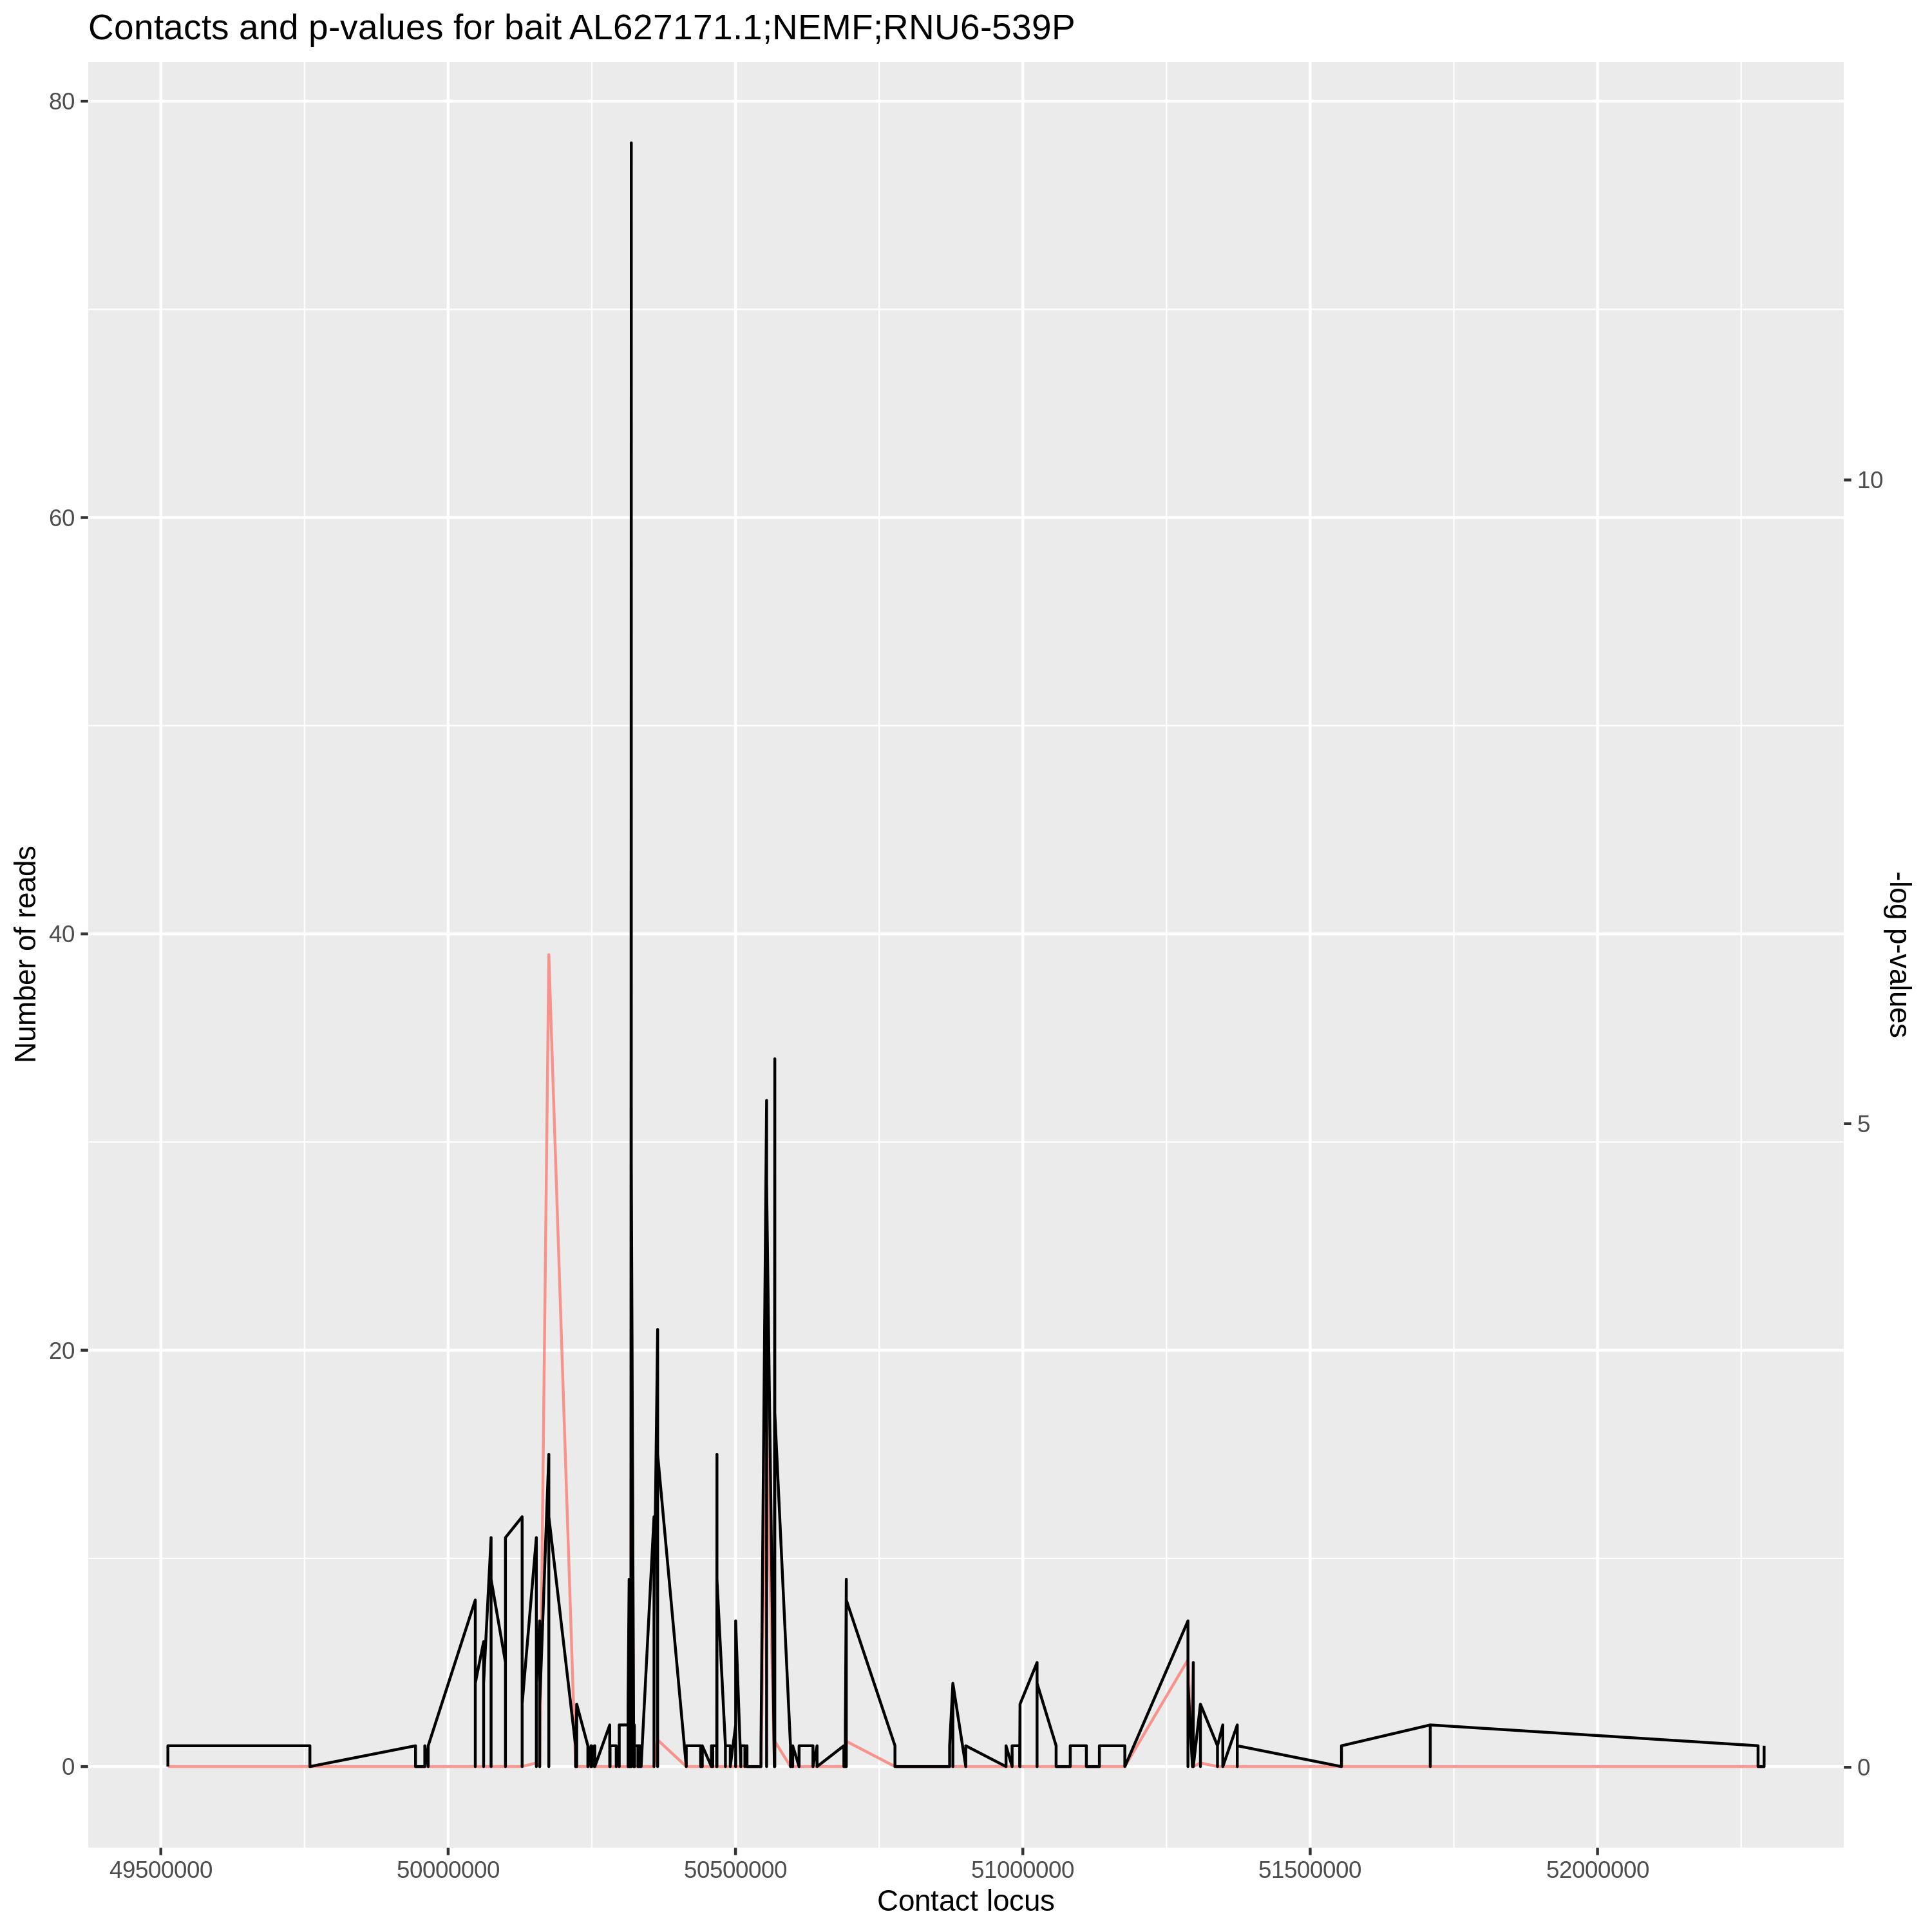 Contacts and p-values for bait AL627171.1;NEMF;RNU6-539P
80
60
40
20
0
Number of reads
10
5
0
-log p-values
49500000 50000000 50500000 51000000 51500000 52000000
Contact locus